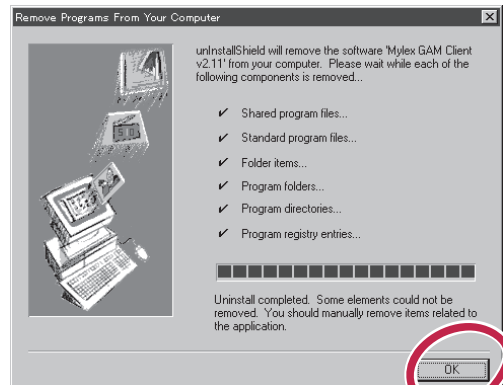 Remove Programs From Your Computer
unInstallShield will remove the software 'Mylex GAM Client
v2.11' from your computer. Please wait while each of the
following components is removed...
✔ Shared program files...
✔ Standard program files...
✔ Folder items...
✔ Program folders...
✔ Program directories...
✔ Program registry entries...
Uninstall completed. Some elements could not be
removed. You should manually remove items related to
the application.
OK